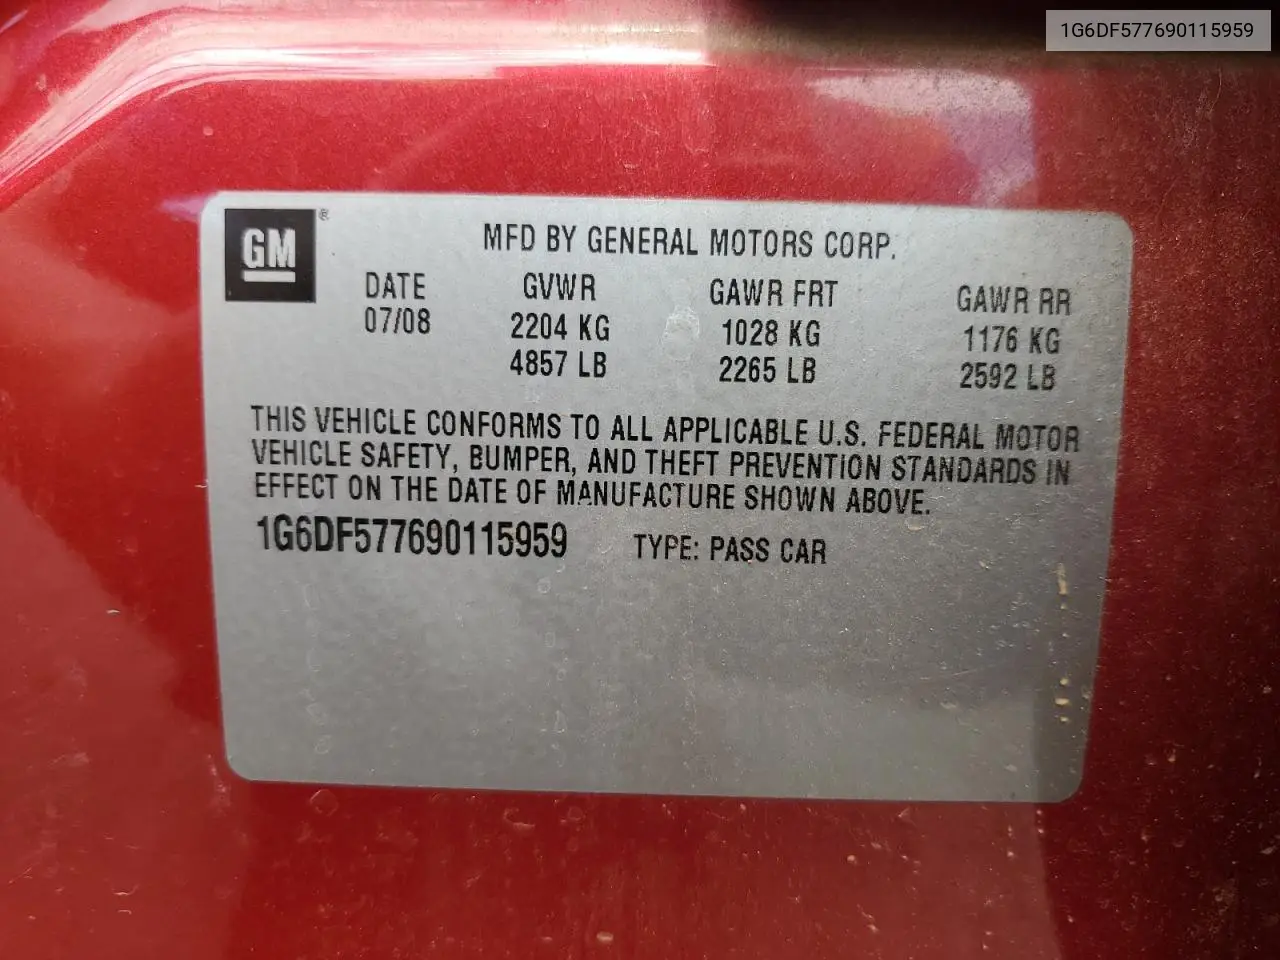 1G6DF577690115959
GM ®
MFD BY GENERAL MOTORS CORP.
DATE GVWR GAWR FRT GAWR RR
07/08 2204 KG 1028 KG 1176 KG
4857 LB 2265 LB 2592 LB
THIS VEHICLE CONFORMS TO ALL APPLICABLE U.S. FEDERAL MOTOR
VEHICLE SAFETY, BUMPER, AND THEFT PREVENTION STANDARDS IN
EFFECT ON THE DATE OF MANUFACTURE SHOWN ABOVE.
1G6DF577690115959 TYPE: PASS CAR